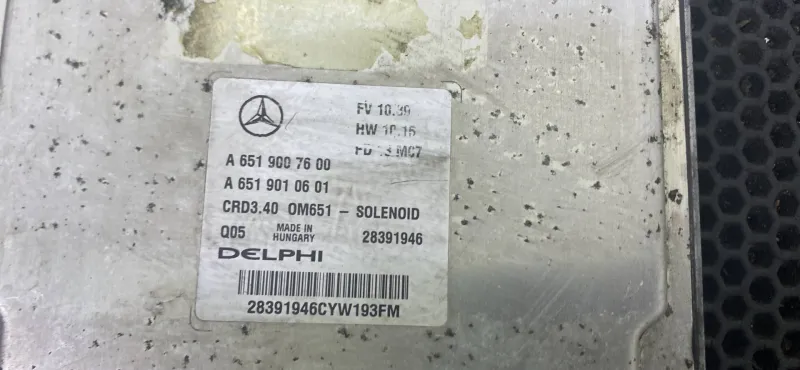 FV 10.39
HW 10.15
MC7
A 651 900 76 00
A 651 901 06 01
CRD3.40 OM651 – SOLENOID
Q05 MADE IN HUNGARY 28391946
DELPHI
28391946CYW193FM